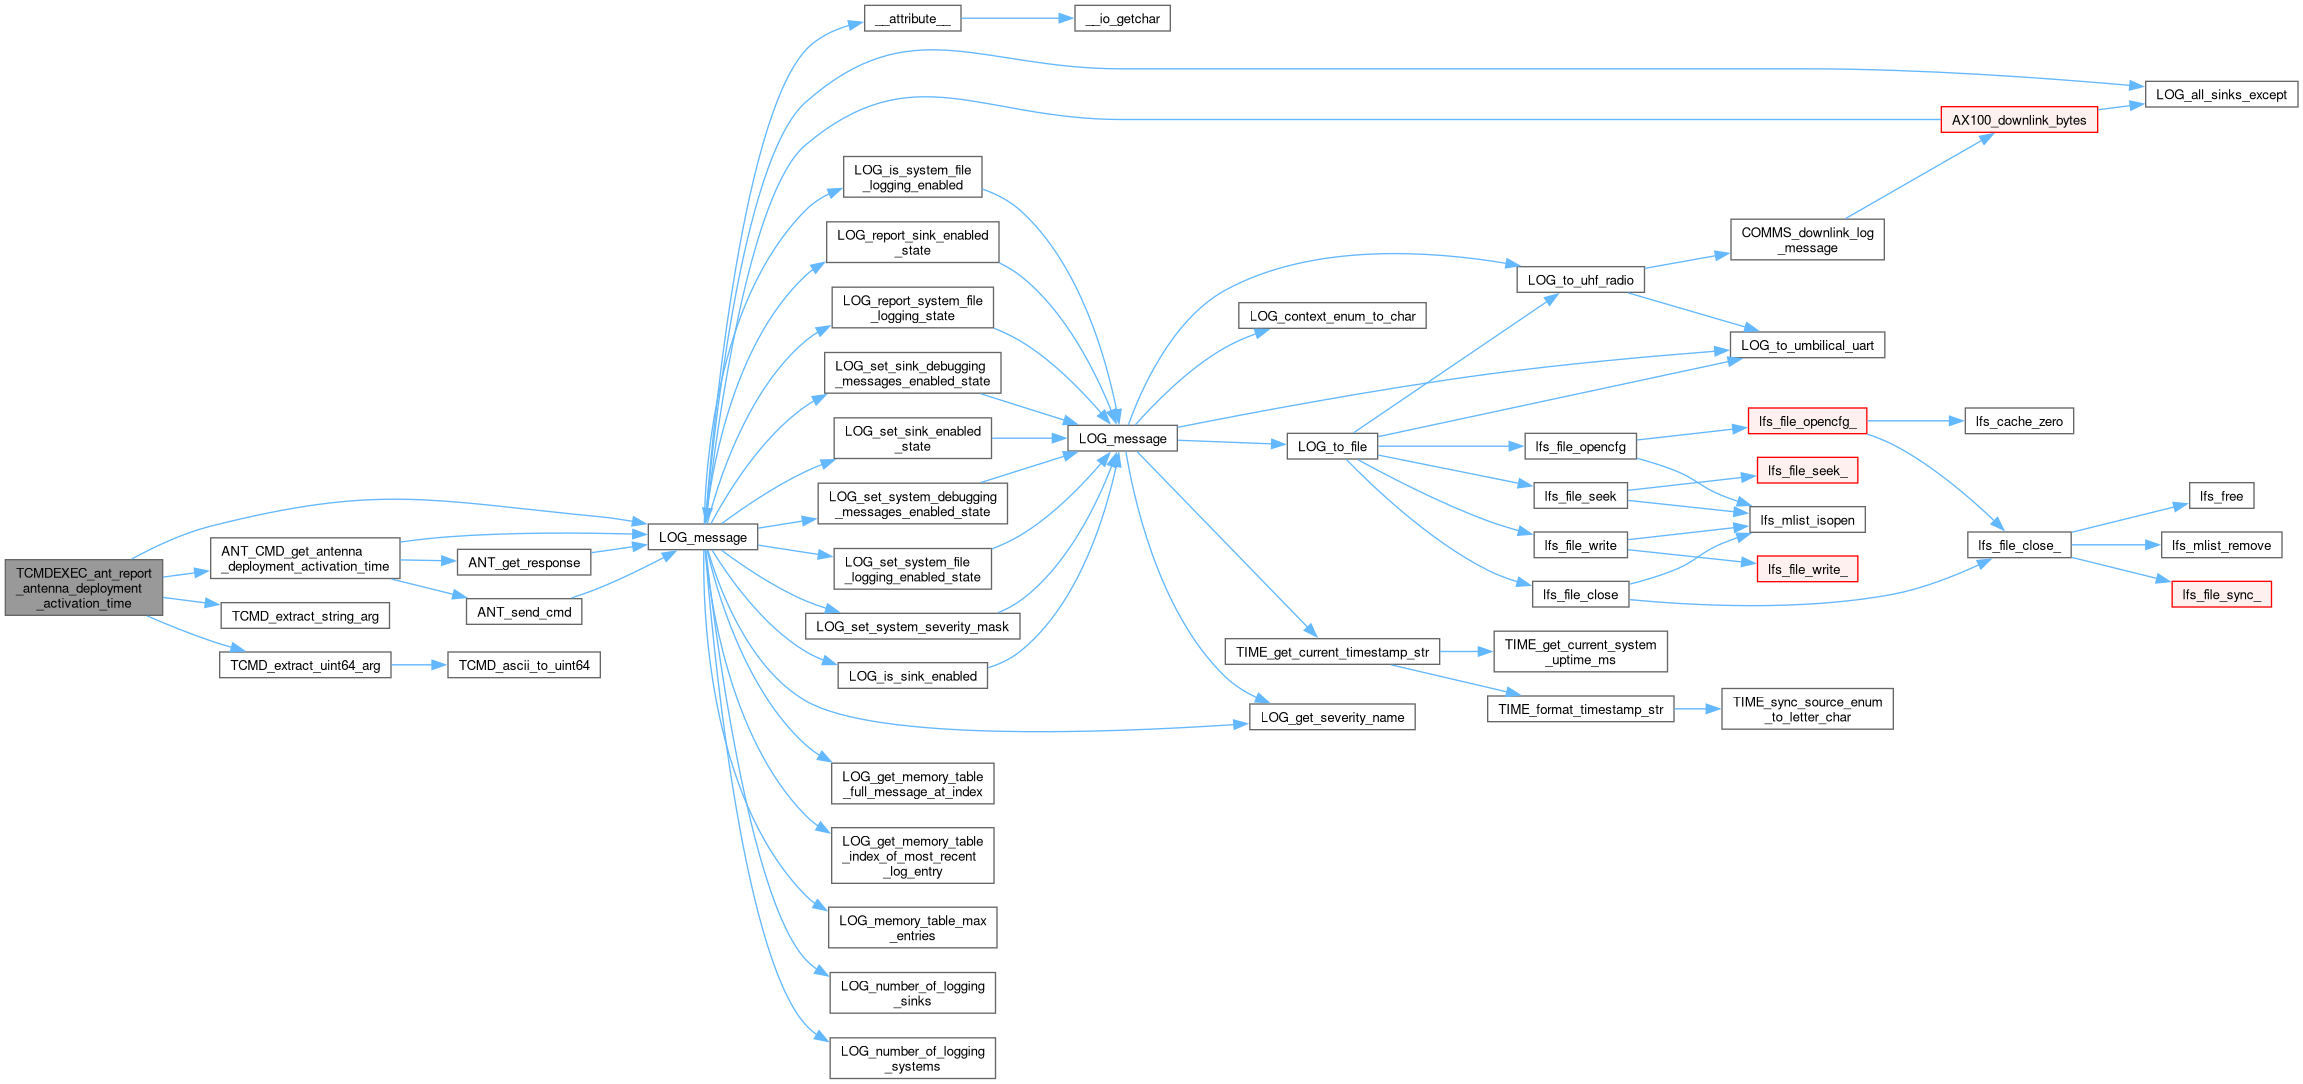 TCMDEXEC_ant_report
_antenna_deployment
_activation_time
ANT_CMD_get_antenna
_deployment_activation_time
TCMD_extract_string_arg
TCMD_extract_uint64_arg
ANT_get_response
ANT_send_cmd
TCMD_ascii_to_uint64
LOG_message
__attribute__
__io_getchar
LOG_is_system_file
_logging_enabled
LOG_report_sink_enabled
_state
LOG_report_system_file
_logging_state
LOG_set_sink_debugging
_messages_enabled_state
LOG_set_sink_enabled
_state
LOG_set_system_debugging
_messages_enabled_state
LOG_set_system_file
_logging_enabled_state
LOG_set_system_severity_mask
LOG_is_sink_enabled
LOG_get_memory_table
_full_message_at_index
LOG_get_memory_table
_index_of_most_recent
_log_entry
LOG_memory_table_max
_entries
LOG_number_of_logging
_sinks
LOG_number_of_logging
_systems
LOG_message
LOG_context_enum_to_char
LOG_to_file
TIME_get_current_timestamp_str
LOG_get_severity_name
LOG_to_uhf_radio
lfs_file_opencfg
lfs_file_seek
lfs_file_write
lfs_file_close
TIME_get_current_system
_uptime_ms
TIME_format_timestamp_str
COMMS_downlink_log
_message
LOG_to_umbilical_uart
lfs_file_opencfg_
lfs_file_seek_
lfs_mlist_isopen
lfs_file_write_
TIME_sync_source_enum
_to_letter_char
AX100_downlink_bytes
lfs_cache_zero
lfs_file_close_
LOG_all_sinks_except
lfs_free
lfs_mlist_remove
lfs_file_sync_